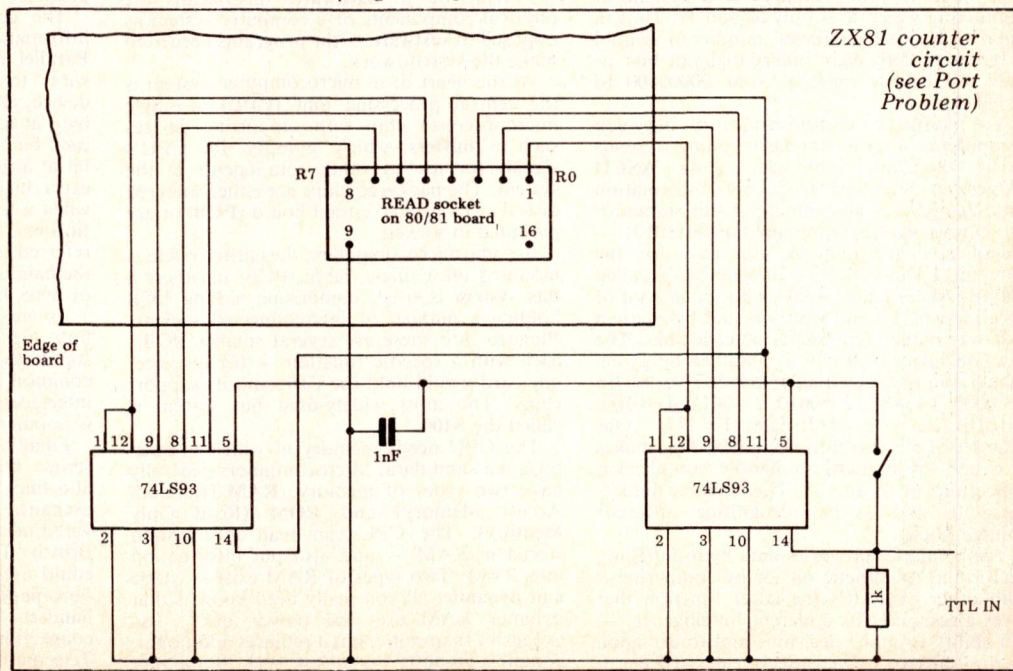 ZX81 counter
circuit
(see Port
Problem)
R7
R0
8
1
READ socket
on 80/81 board
9
16
Edge of
board
1nF
1 12 9 8 11 5
74LS93
2 3 10 14
1 12 9 8 11 5
74LS93
2 3 10 14
1k
TTL IN